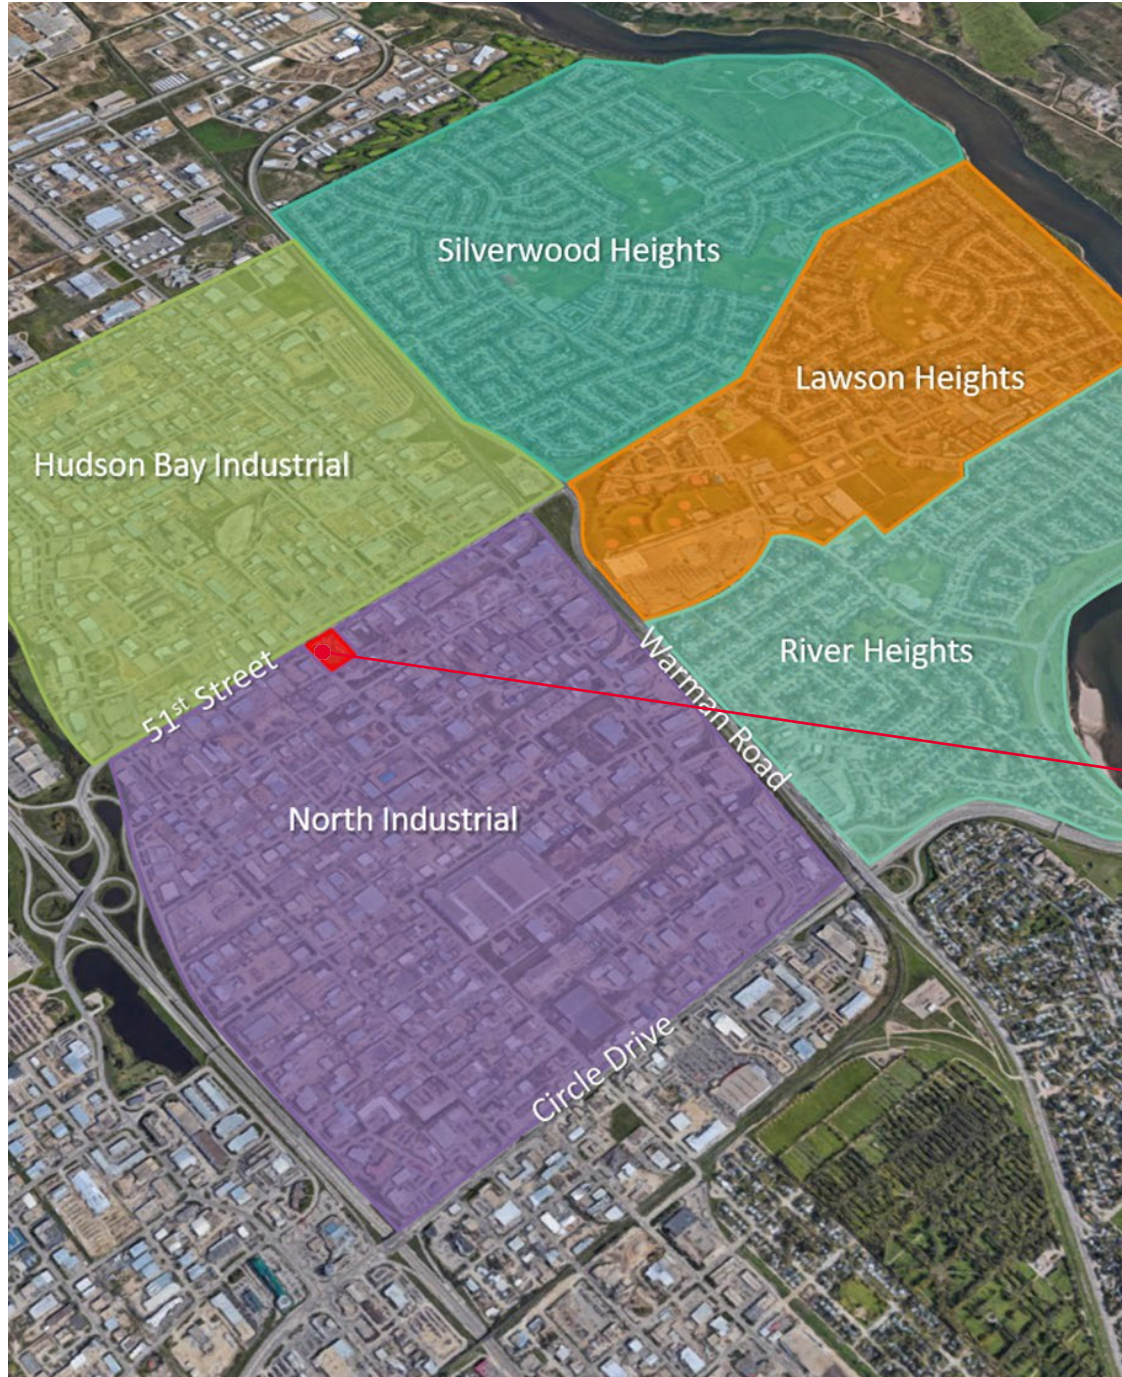 Silverwood Heights
Lawson Heights
Hudson Bay Industrial
River Heights
51st Street
Warman Road
North Industrial
Circle Drive